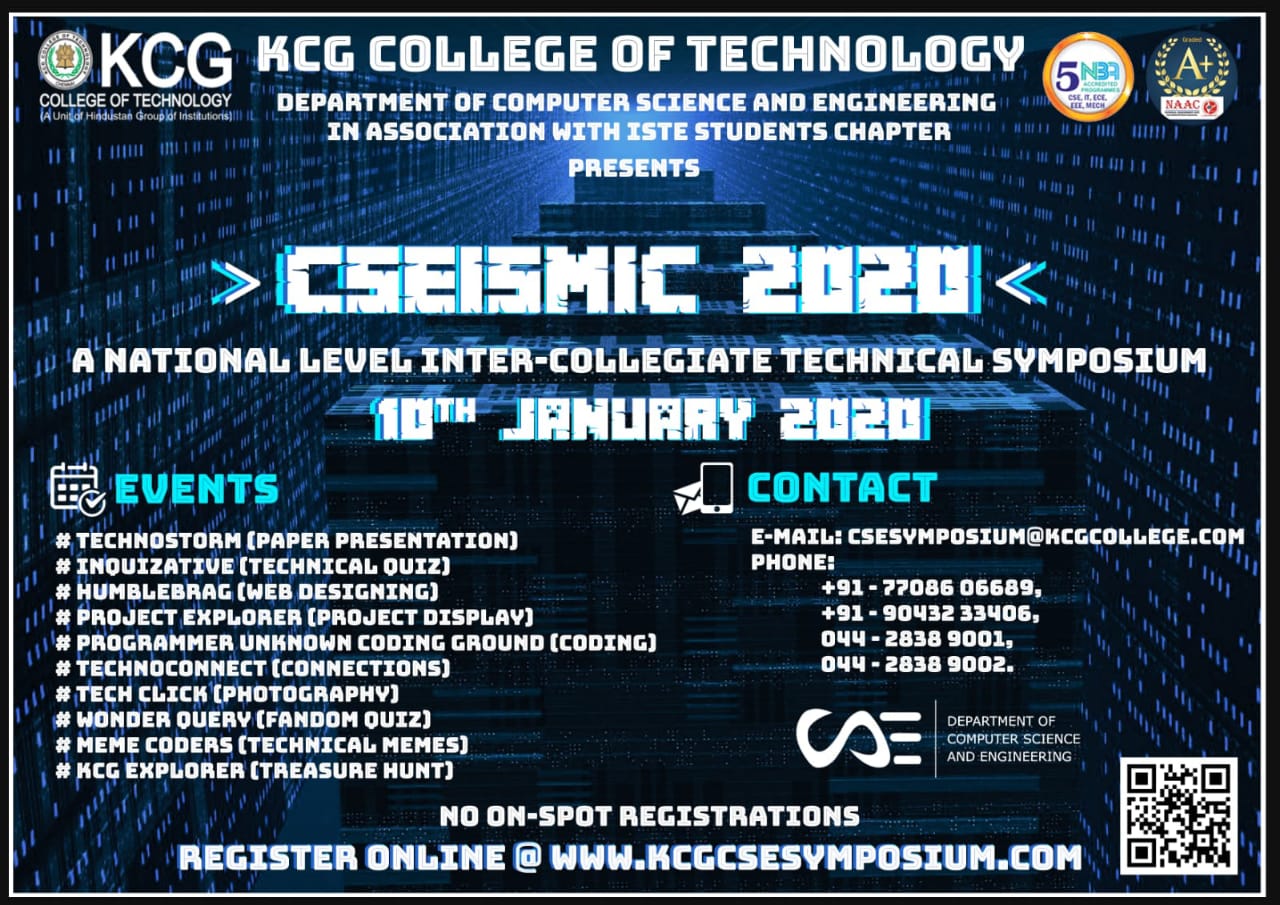 KCG
COLLEGE OF TECHNOLOGY
(A Unit of Hindustan Group of Institutions)
KCG COLLEGE OF TECHNOLOGY
DEPARTMENT OF COMPUTER SCIENCE AND ENGINEERING
IN ASSOCIATION WITH ISTE STUDENTS CHAPTER
PRESENTS
5 NBA
ACCREDITED
PROGRAMMES
CSE, IT, ECE,
EEE, MECH
Graded
A+
NAAC
> CSEISMIC 2020 <
A NATIONAL LEVEL INTER-COLLEGIATE TECHNICAL SYMPOSIUM
10TH JANUARY 2020
EVENTS
# TECHNOSTORM (PAPER PRESENTATION)
# INQUIZATIVE (TECHNICAL QUIZ)
# HUMBLEBRAG (WEB DESIGNING)
# PROJECT EXPLORER (PROJECT DISPLAY)
# PROGRAMMER UNKNOWN CODING GROUND (CODING)
# TECHNOCONNECT (CONNECTIONS)
# TECH CLICK (PHOTOGRAPHY)
# WONDER QUERY (FANDOM QUIZ)
# MEME CODERS (TECHNICAL MEMES)
# KCG EXPLORER (TREASURE HUNT)
CONTACT
E-MAIL: CSESYMPOSIUM@KCGCOLLEGE.COM
PHONE:
+91 - 77086 06689,
+91 - 90432 33406,
044 - 2838 9001,
044 - 2838 9002.
CSE
DEPARTMENT OF
COMPUTER SCIENCE
AND ENGINEERING
NO ON-SPOT REGISTRATIONS
REGISTER ONLINE @ WWW.KCGCSESYMPOSIUM.COM